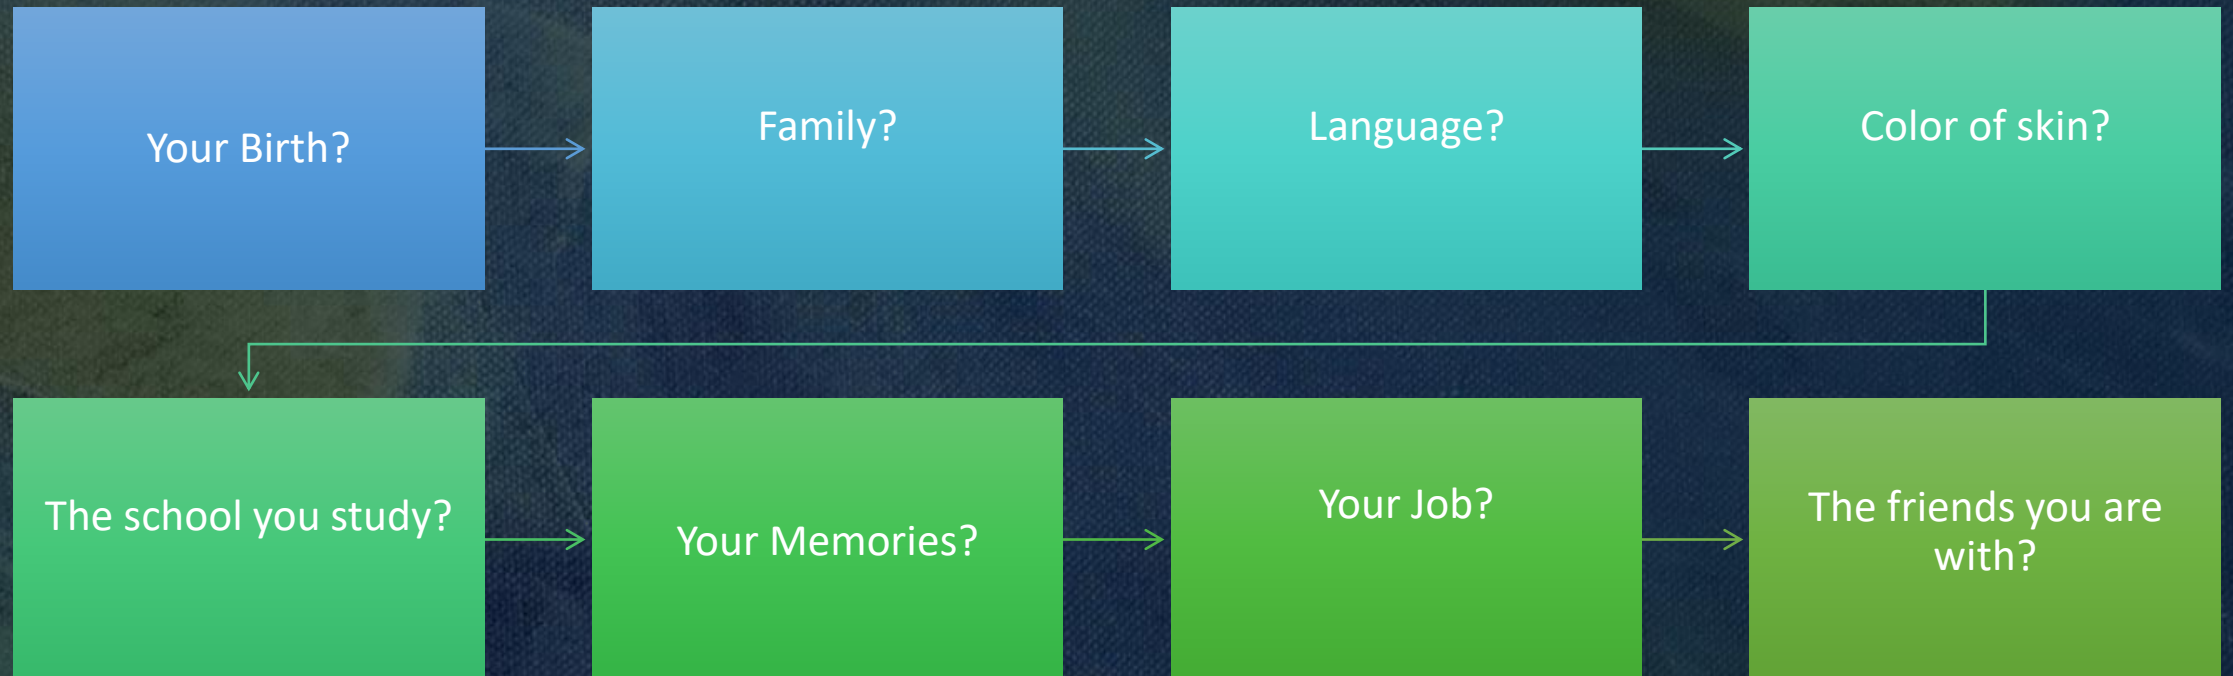 Your Birth?
Family?
Language?
Color of skin?
The school you study?
Your Memories?
Your Job?
The friends you are
with?